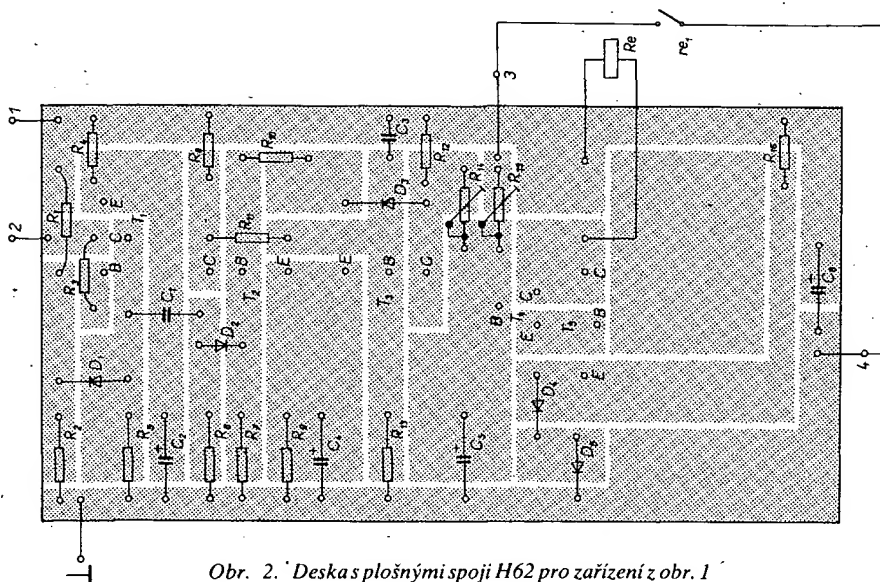 1
2
3
re₁
Re
4
R₁
R₃
R₄
E
T₁
C
B
C₁
D₁
R₂
R₅
C₂
R₈
R₁₀
R₁₁
C
B
T₂
E
D₂
R₆
R₇
R₉
C₄
C₃
R₁₂
D₃
E
B
T₃
C
R₁₃
C₅
R₁₄
R₁₅
B
C
T₄
E
C
T₅
B
E
D₄
D₅
R₁₆
C₆
Obr. 2. Deska s plošnými spoji H62 pro zařízení z obr. 1